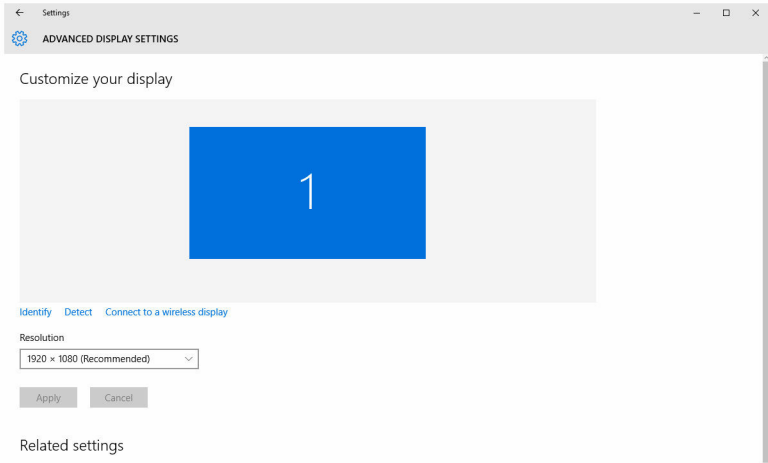 Settings
ADVANCED DISPLAY SETTINGS
Customize your display
1
Identify Detect Connect to a wireless display
Resolution
1920 × 1080 (Recommended)
Apply Cancel
Related settings